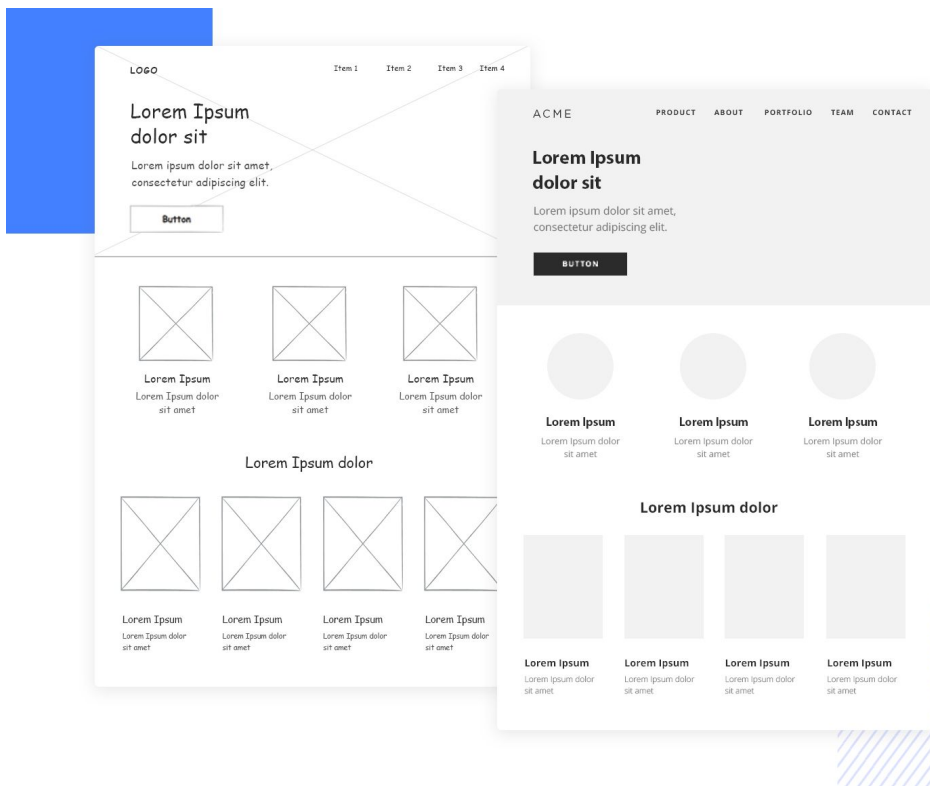 LOGO
Item 1 Item 2 Item 3 Item 4
Lorem Ipsum
dolor sit
Lorem ipsum dolor sit amet,
consectetur adipiscing elit.
Button
Lorem Ipsum Lorem Ipsum Lorem Ipsum
Lorem Ipsum dolor Lorem Ipsum dolor Lorem Ipsum dolor
sit amet sit amet sit amet
Lorem Ipsum dolor
Lorem Ipsum Lorem Ipsum Lorem Ipsum Lorem Ipsum
Lorem Ipsum dolor Lorem Ipsum dolor Lorem Ipsum dolor Lorem Ipsum dolor
sit amet sit amet sit amet sit amet
ACME
PRODUCT ABOUT PORTFOLIO TEAM CONTACT
Lorem Ipsum
dolor sit
Lorem ipsum dolor sit amet,
consectetur adipiscing elit.
BUTTON
Lorem Ipsum Lorem Ipsum Lorem Ipsum
Lorem Ipsum dolor Lorem Ipsum dolor Lorem Ipsum dolor
sit amet sit amet sit amet
Lorem Ipsum dolor
Lorem Ipsum Lorem Ipsum Lorem Ipsum Lorem Ipsum
Lorem Ipsum dolor Lorem Ipsum dolor Lorem Ipsum dolor Lorem Ipsum dolor
sit amet sit amet sit amet sit amet